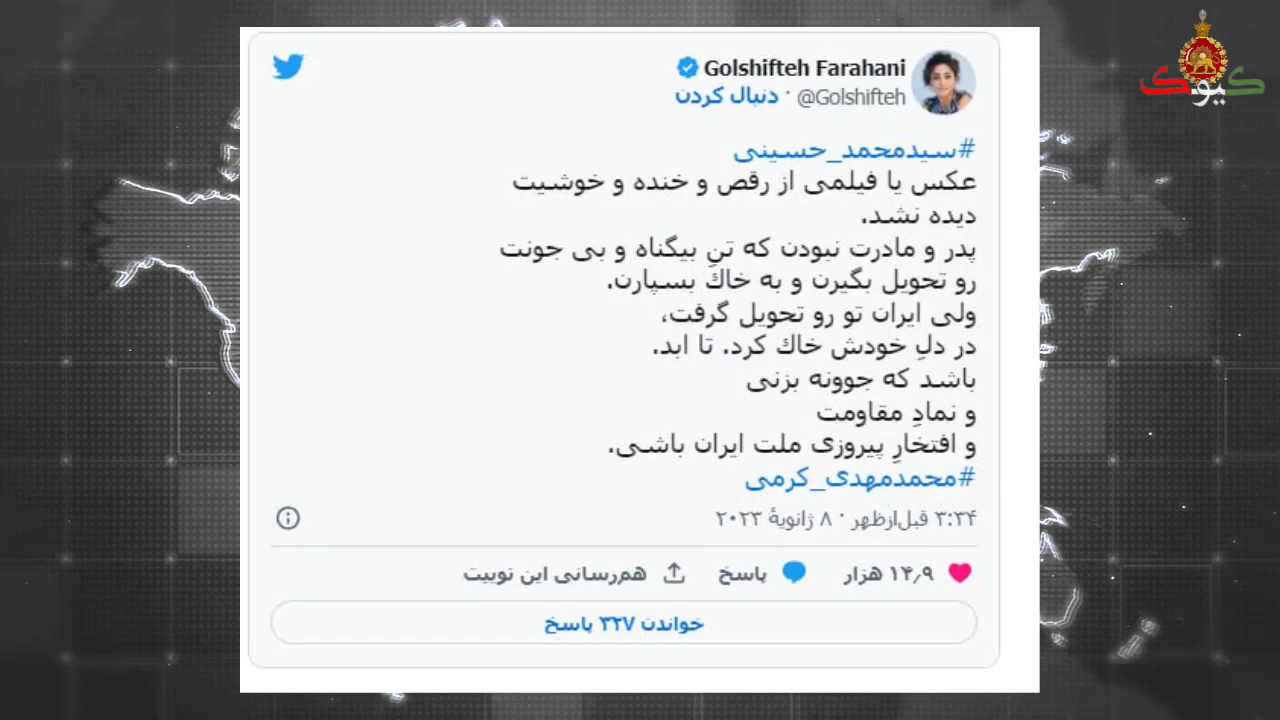 Golshifteh Farahani
@Golshifteh · دنبال کردن
#سیدمحمد_حسینی
عکس یا فیلمی از رقص و خنده و خوشیت
دیده نشد.
پدر و مادرت نبودن که تنِ بیگناه و بی جونت
رو تحویل بگیرن و به خاك بسپارن.
ولی ایران تو رو تحویل گرفت،
در دلِ خودش خاك کرد. تا ابد.
باشد که جوونه بزنی
و نمادِ مقاومت
و افتخارِ پیروزی ملت ایران باشی.
#محمدمهدی_کرمی
۳:۳۴ قبل‌ازظهر · ۸ ژانویهٔ ۲۰۲۳
۱۴٫۹ هزار پاسخ هم‌رسانی این توییت
خواندن ۳۲۷ پاسخ
کیوک